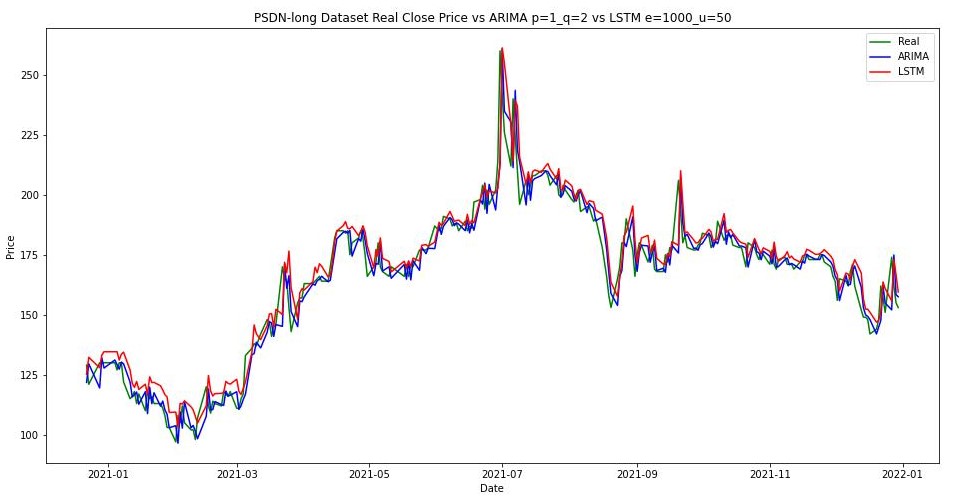 PSDN-long Dataset Real Close Price vs ARIMA p=1_q=2 vs LSTM e=1000_u=50
Real
ARIMA
LSTM
250
225
200
175
150
125
100
Price
2021-01
2021-03
2021-05
2021-07
2021-09
2021-11
2022-01
Date